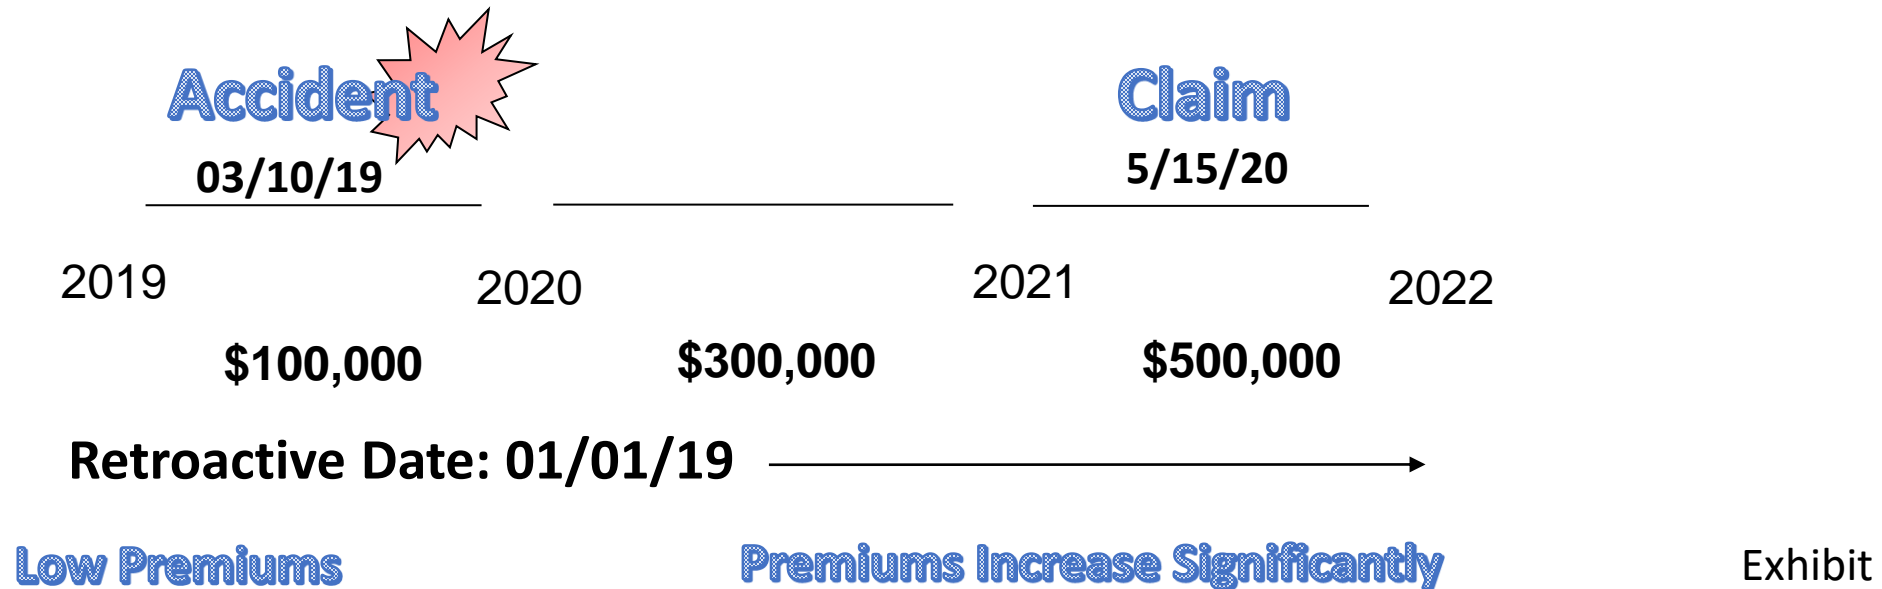 Accident
Claim
03/10/19
5/15/20
2019
2020
2021
2022
$100,000
$300,000
$500,000
Retroactive Date: 01/01/19
Low Premiums
Premiums Increase Significantly
Exhibit